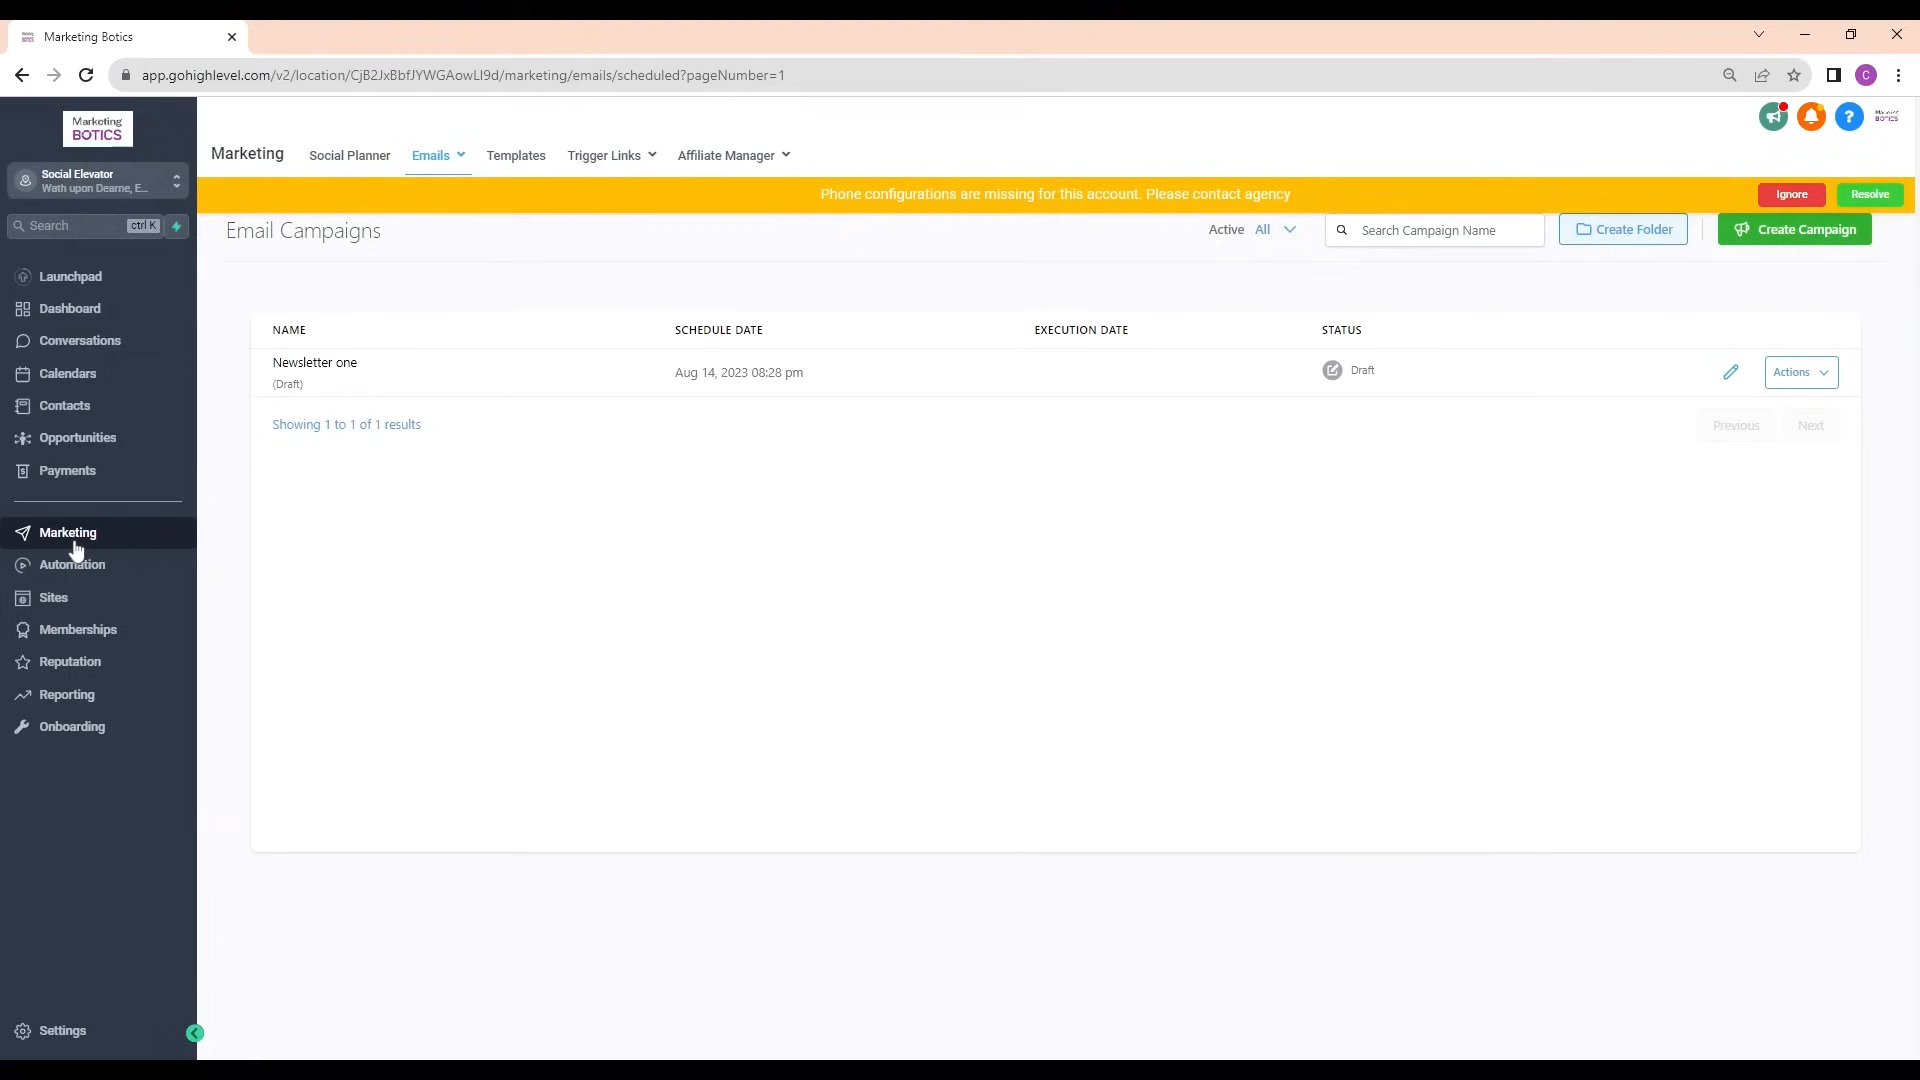 Marketing Botics
app.gohighlevel.com/v2/location/CjB2JxBbfJYWGAowLI9d/marketing/emails/scheduled?pageNumber=1
C
Marketing
BOTICS
Social Elevator
Wath upon Dearne, E...
Search
ctrl K
Launchpad
Dashboard
Conversations
Calendars
Contacts
Opportunities
Payments
Marketing
Automation
Sites
Memberships
Reputation
Reporting
Onboarding
Settings
?
Marketing Social Planner Emails Templates Trigger Links Affiliate Manager
Phone configurations are missing for this account. Please contact agency
Ignore
Resolve
Email Campaigns
Active All
Search Campaign Name
Create Folder
Create Campaign
NAME SCHEDULE DATE EXECUTION DATE STATUS
Newsletter one
(Draft)
Aug 14, 2023 08:28 pm
Draft
Actions
Showing 1 to 1 of 1 results
Previous
Next